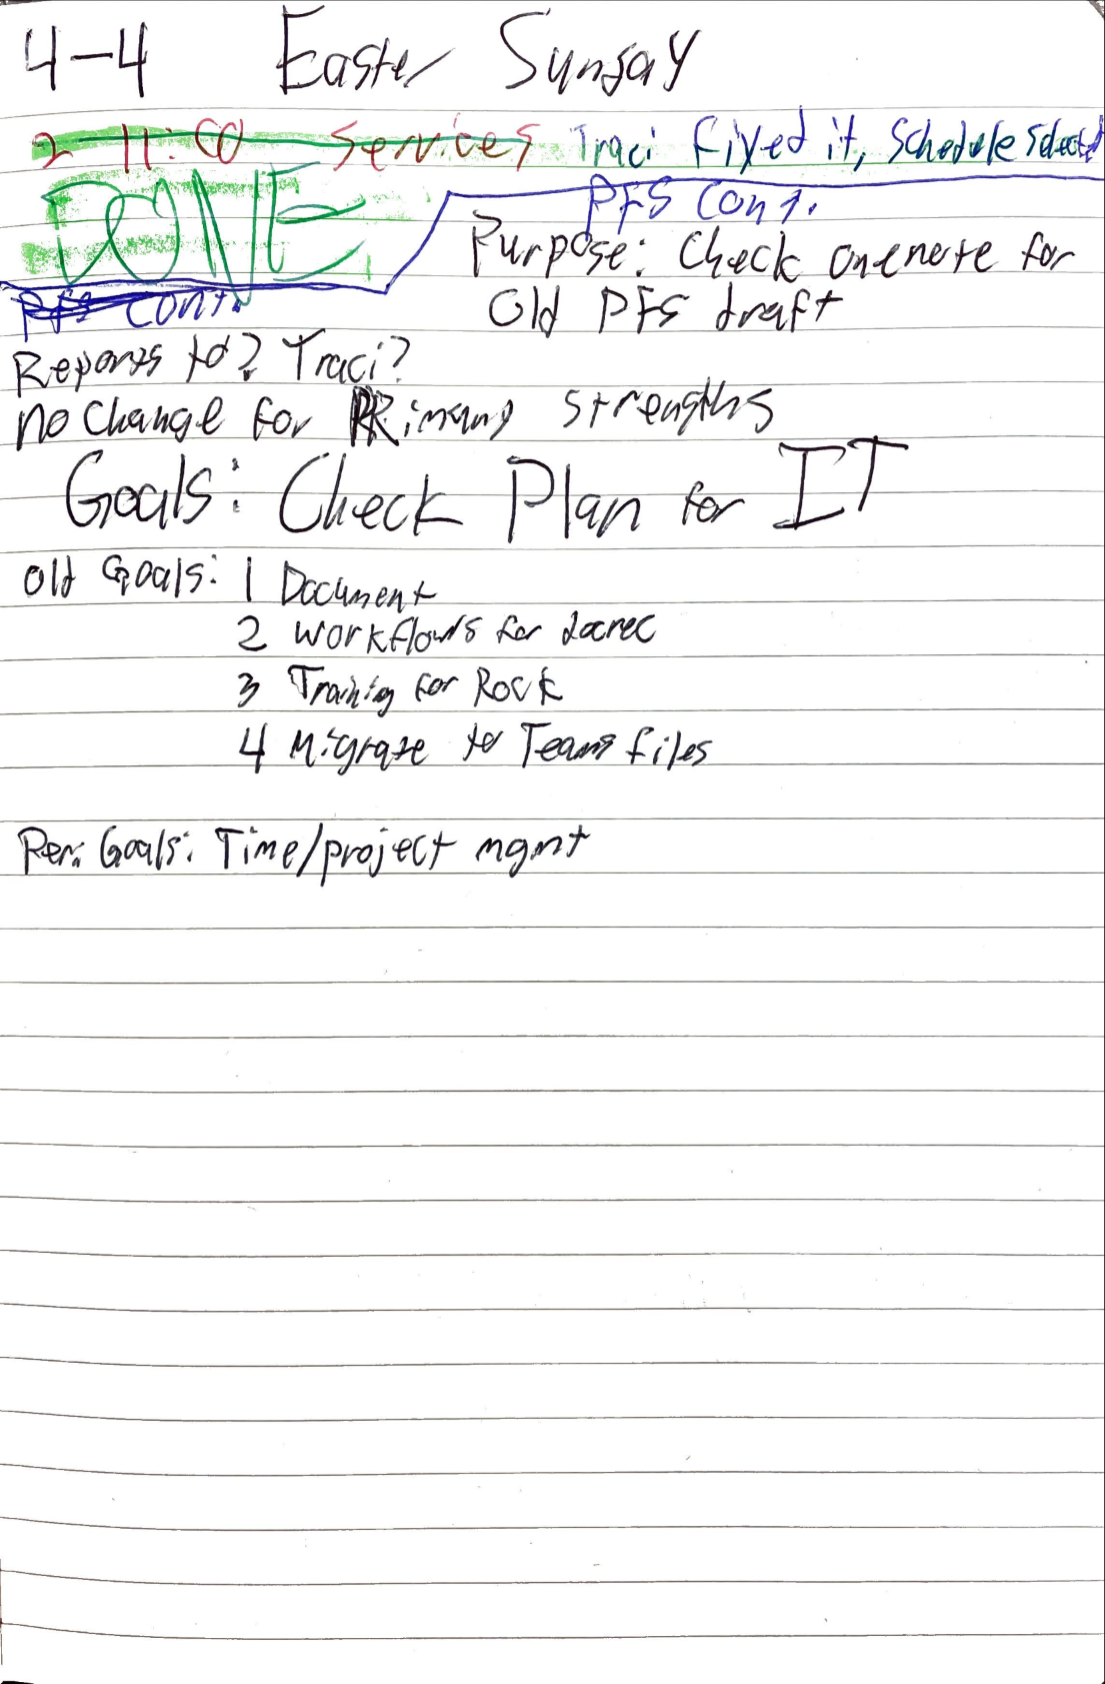 4-4 Easter Sunday
2 11:00 Services Traci fixed it, Schedule
DONE
PFS Cont.
Purpose: Check onenote for
Old PFS draft
PFS Cont.
Reports to? Traci?
no change for strengths
Goals: Check Plan for IT
Old Goals: 1 Document
2 Workflows for
3 Training for Rock
4 Migrate to Teams files
Per. Goals: Time/project mgmt